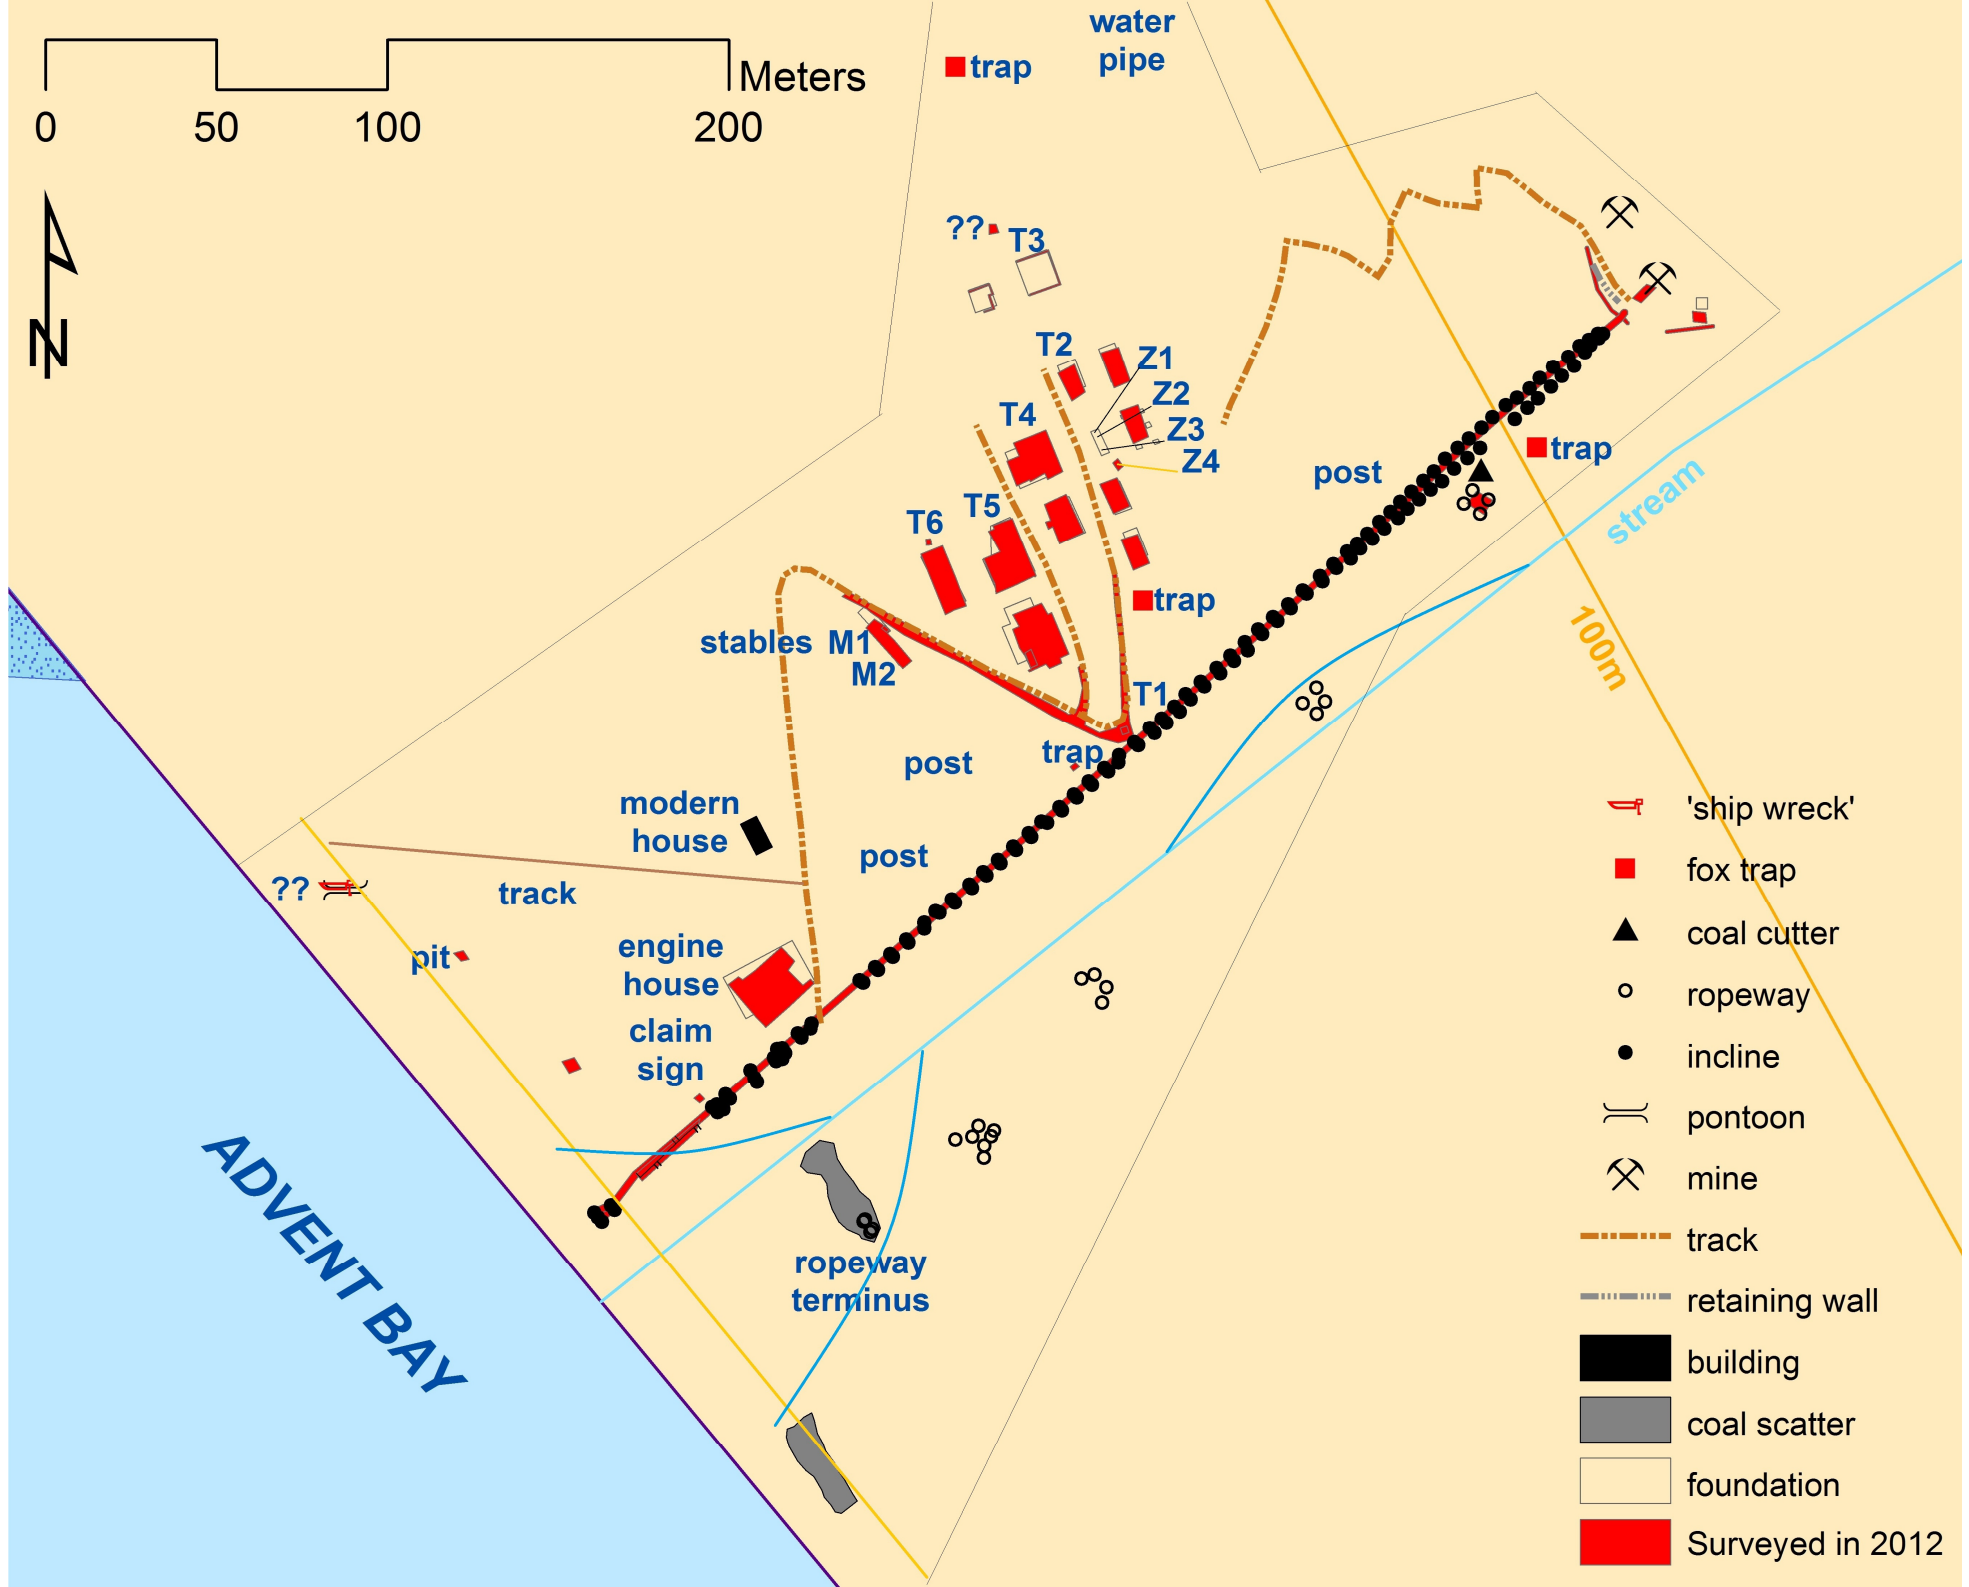 water
pipe
trap
Meters
0
50
100
200
N
??
T3
T2
Z1
Z2
Z3
Z4
T4
T5
T6
post
trap
stream
trap
100m
stables
M1
M2
T1
trap
post
post
modern
house
track
??
pit
engine
house
claim
sign
ropeway
terminus
ADVENT BAY
'ship wreck'
fox trap
coal cutter
ropeway
incline
pontoon
mine
track
retaining wall
building
coal scatter
foundation
Surveyed in 2012